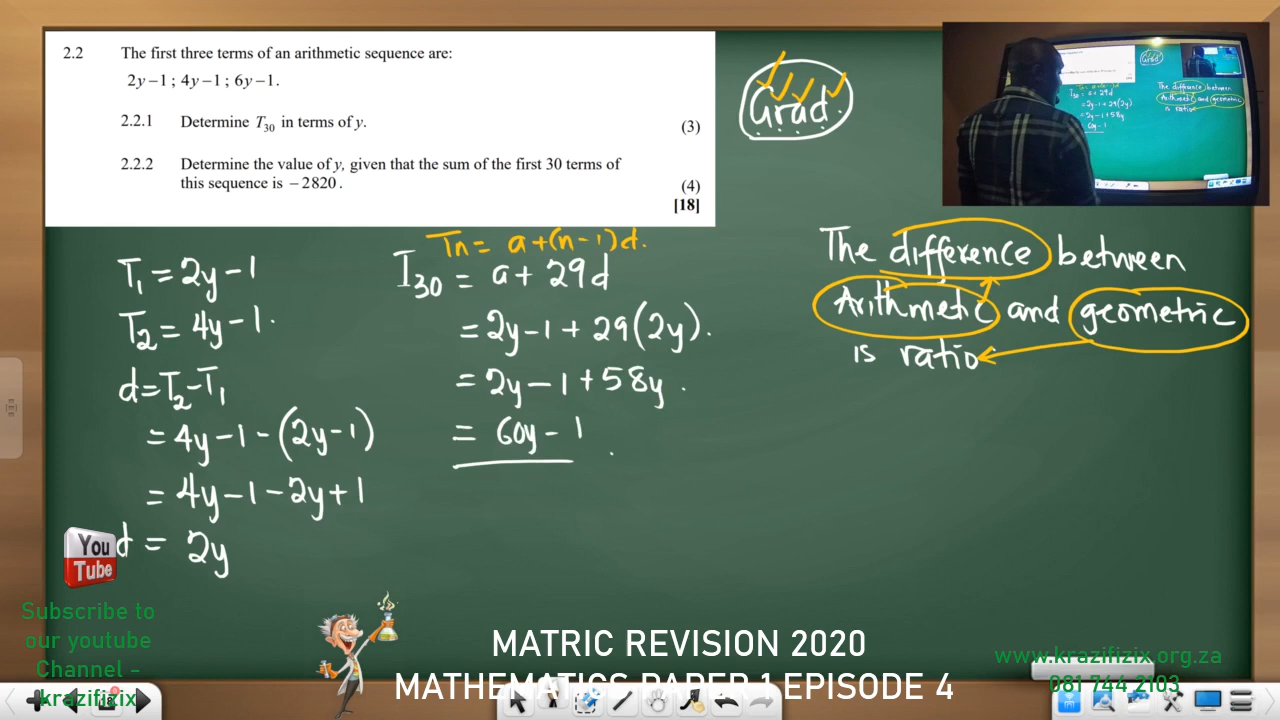 2.2 The first three terms of an arithmetic sequence are:
2y−1 ; 4y−1 ; 6y−1.
2.2.1 Determine T₃₀ in terms of y. (3)
2.2.2 Determine the value of y, given that the sum of the first 30 terms of
this sequence is −2820. (4)
[18]
Grad
T₁ = 2y−1
T₂ = 4y−1.
d = T₂−T₁
= 4y−1−(2y−1)
= 4y−1−2y+1
d = 2y
Tn = a+(n−1)d.
T₃₀ = a+29d
= 2y−1+29(2y).
= 2y−1+58y.
= 60y−1
The difference between
Arithmetic and geometric
is ratio
You
Tube
Subscribe to
our youtube
Channel -
krazifizix
MATRIC REVISION 2020
MATHEMATICS PAPER 1 EPISODE 4
www.krazifizix.org.za
081 744 2103